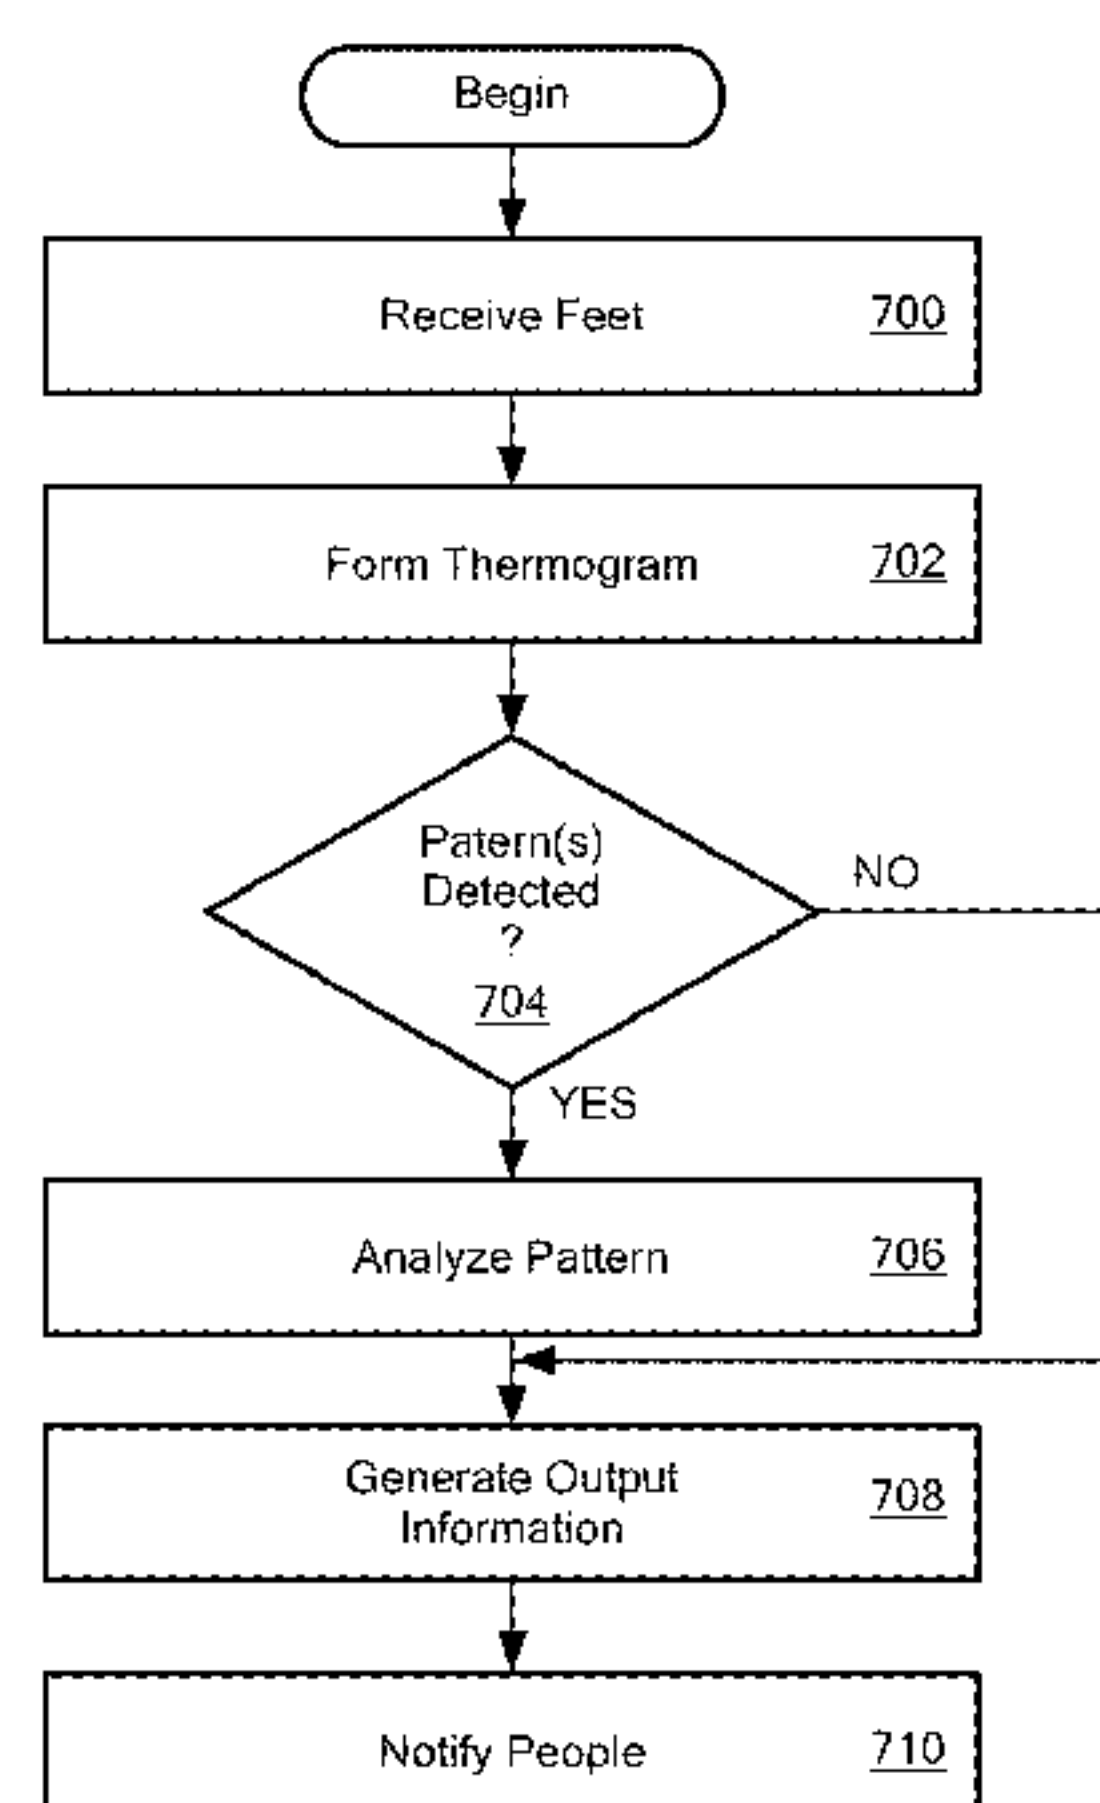 Begin
Receive Feet 700
Form Thermogram 702
Patern(s)
Detected
?
704
NO
YES
Analyze Pattern 706
Generate Output
Information
708
Notify People 710